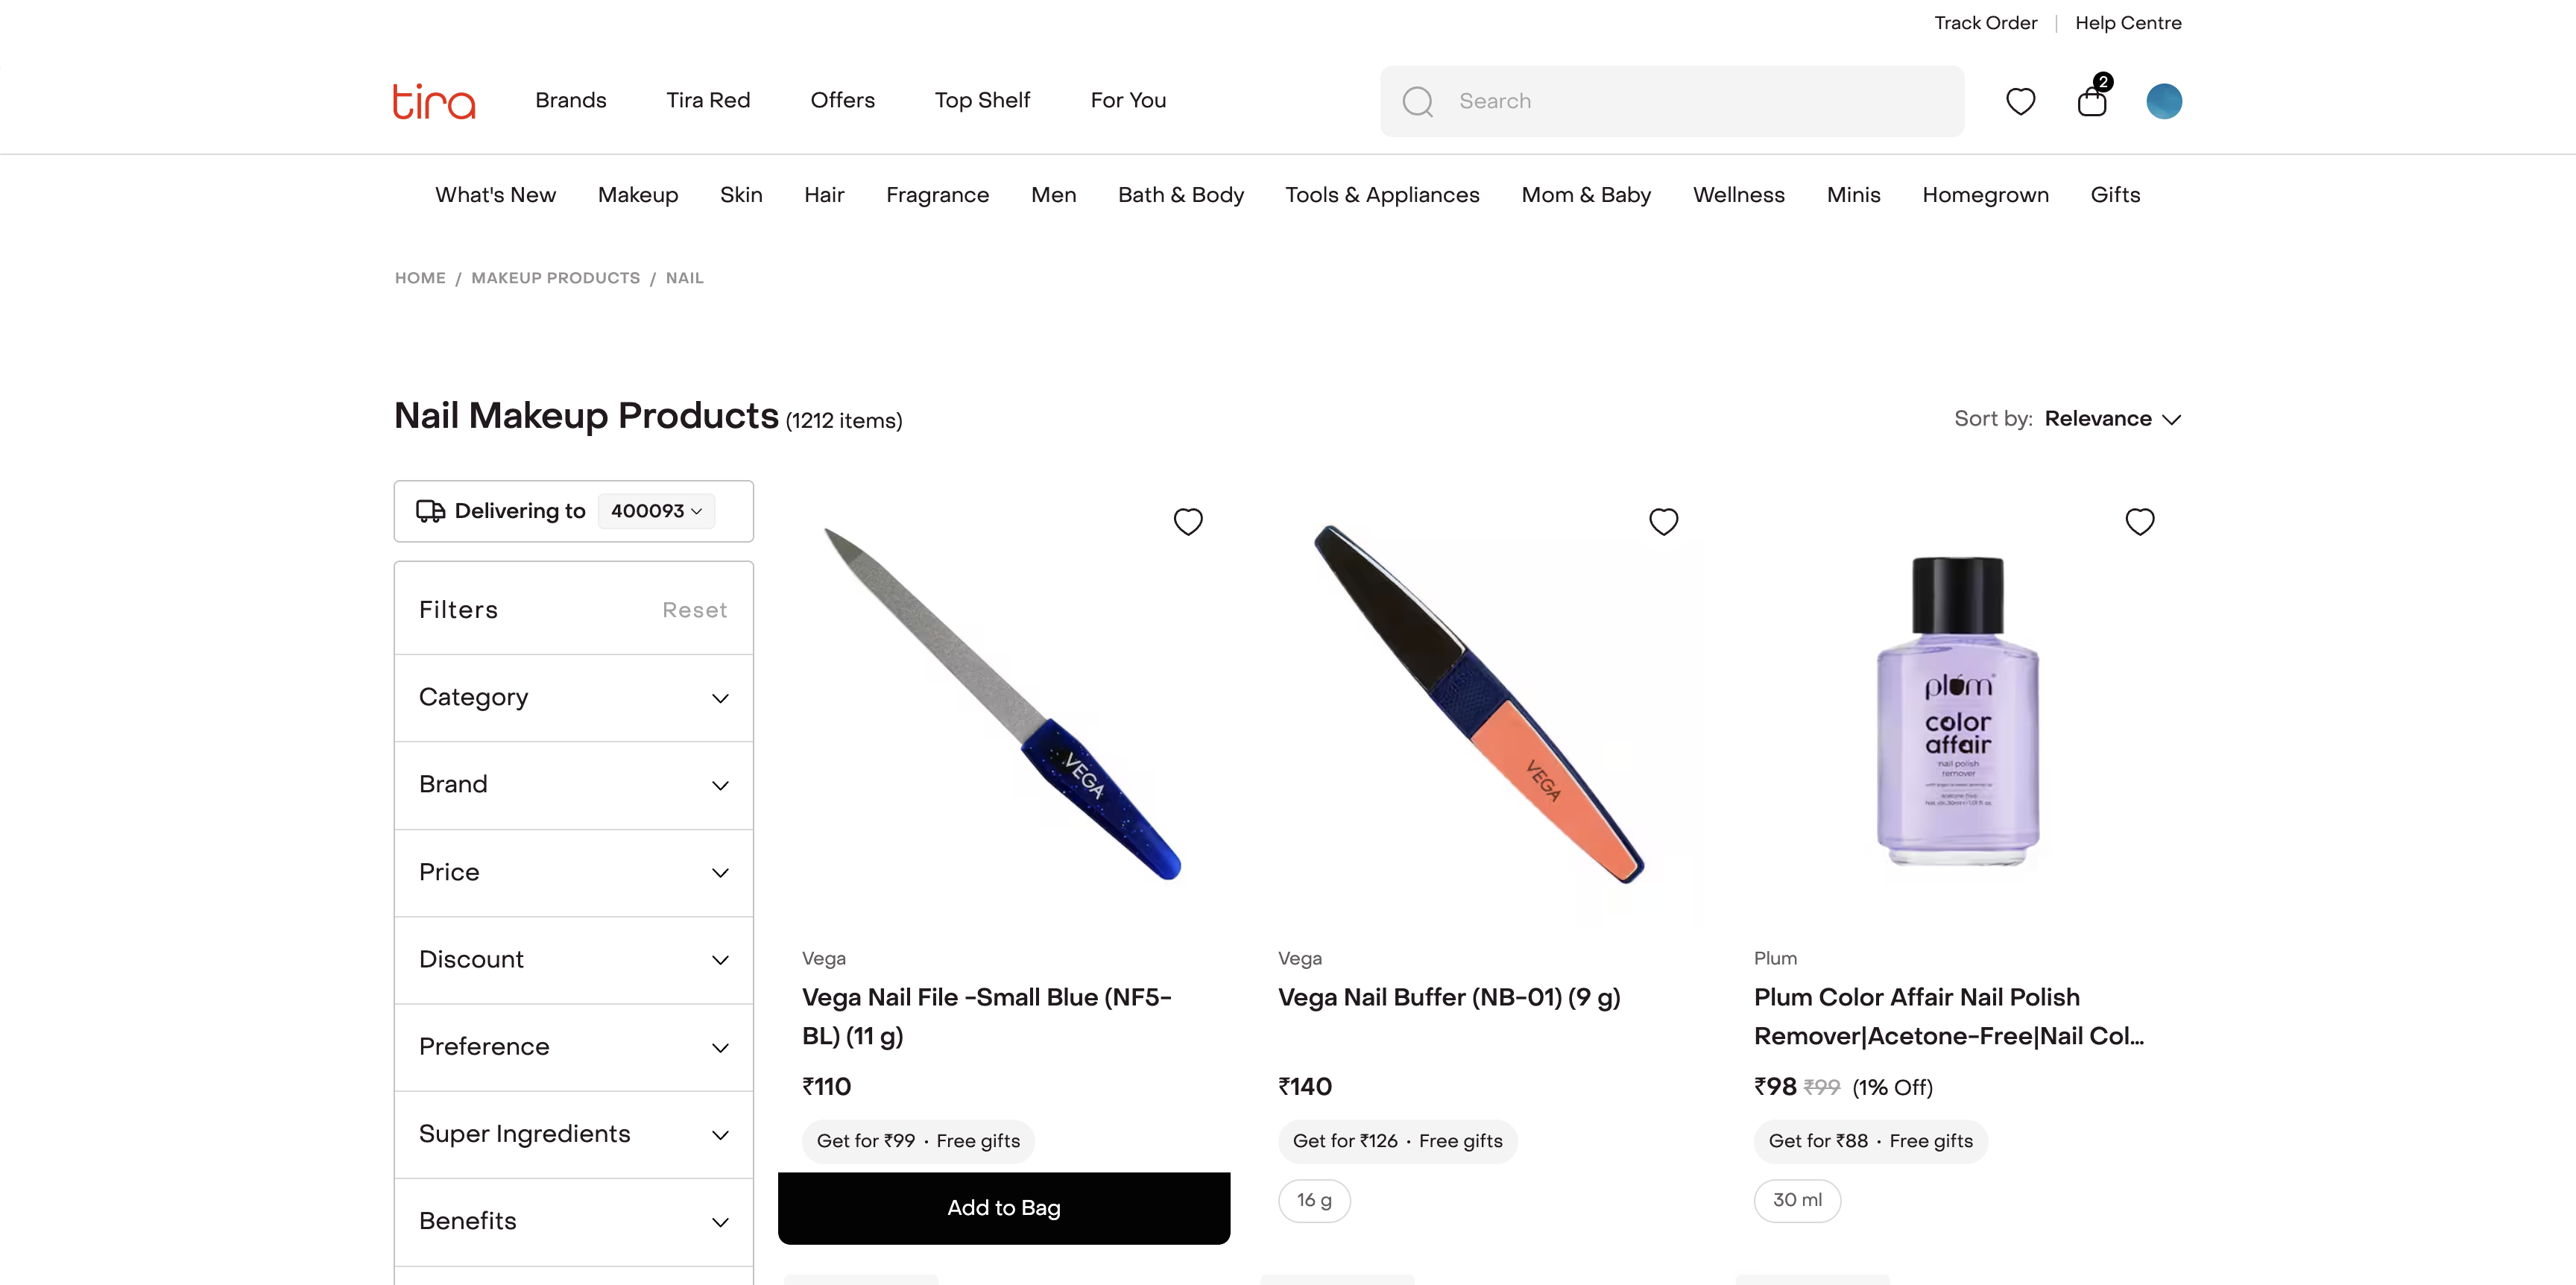 Track Order | Help Centre
tira Brands Tira Red Offers Top Shelf For You Search 2
What's New Makeup Skin Hair Fragrance Men Bath & Body Tools & Appliances Mom & Baby Wellness Minis Homegrown Gifts
HOME / MAKEUP PRODUCTS / NAIL
Nail Makeup Products (1212 items)
Sort by: Relevance
Delivering to 400093
Filters Reset
Category
Brand
Price
Discount
Preference
Super Ingredients
Benefits
VEGA
Vega
Vega Nail File -Small Blue (NF5-
BL) (11 g)
₹110
Get for ₹99 · Free gifts
Add to Bag
VEGA
Vega
Vega Nail Buffer (NB-01) (9 g)
₹140
Get for ₹126 · Free gifts
16 g
plum
color
affair
nail polish
remover
Plum
Plum Color Affair Nail Polish
Remover|Acetone-Free|Nail Col...
₹98 ₹99 (1% Off)
Get for ₹88 · Free gifts
30 ml